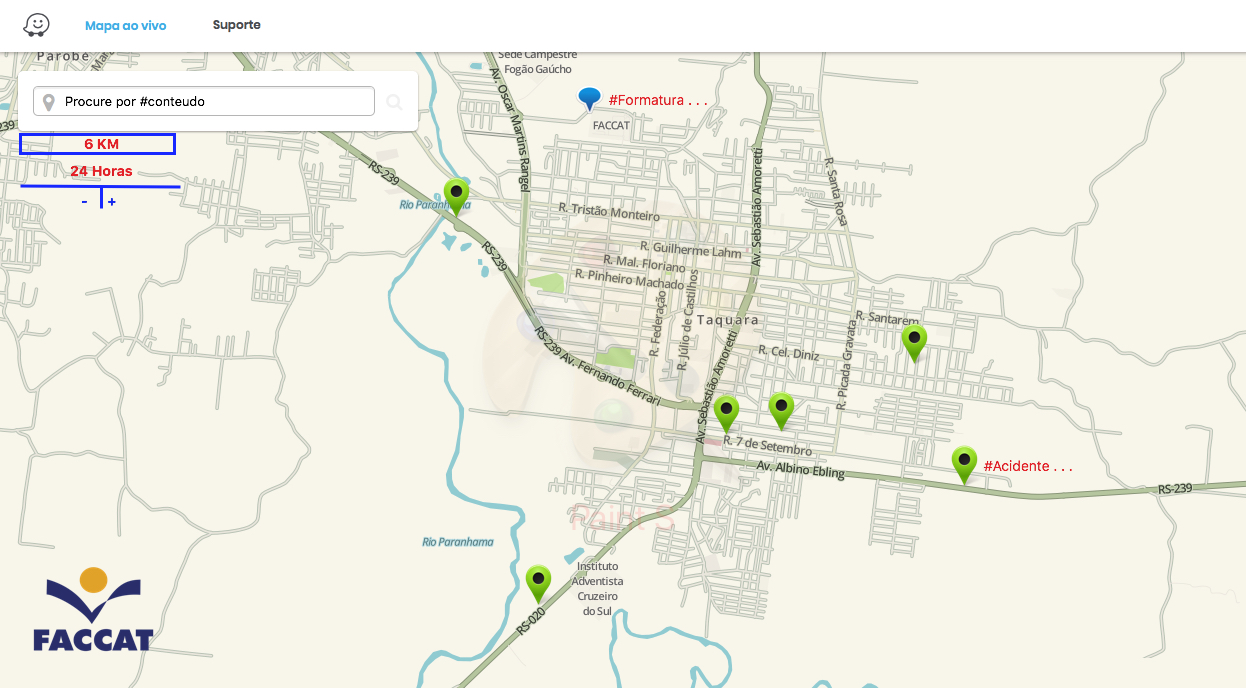 Mapa ao vivo
Suporte
Parobé
Sede Campestre
Fogão Gaúcho
Procure por #conteudo
#Formatura . . .
FACCAT
239
6 KM
24 Horas
- +
Av. Oscar Martins Rangel
RS-239
Rio Paranhama
R. Tristão Monteiro
R. Santa Rosa
Av. Sebastião Amoretti
R. Guilherme Lahm
R. Mal. Floriano
R. Pinheiro Machado
RS-239
R. Federação
R. Júlio de Castilhos
Taquara
R. Santarem
RS-239 Av. Fernando Ferrari
R. Cel. Diniz
R. Picada Gravata
Av. Sebastião Amoretti
R. 7 de Setembro
Av. Albino Ebling
#Acidente . . .
RS-239
Paint S
Rio Paranhama
Instituto
Adventista
Cruzeiro
do Sul
RS-020
FACCAT